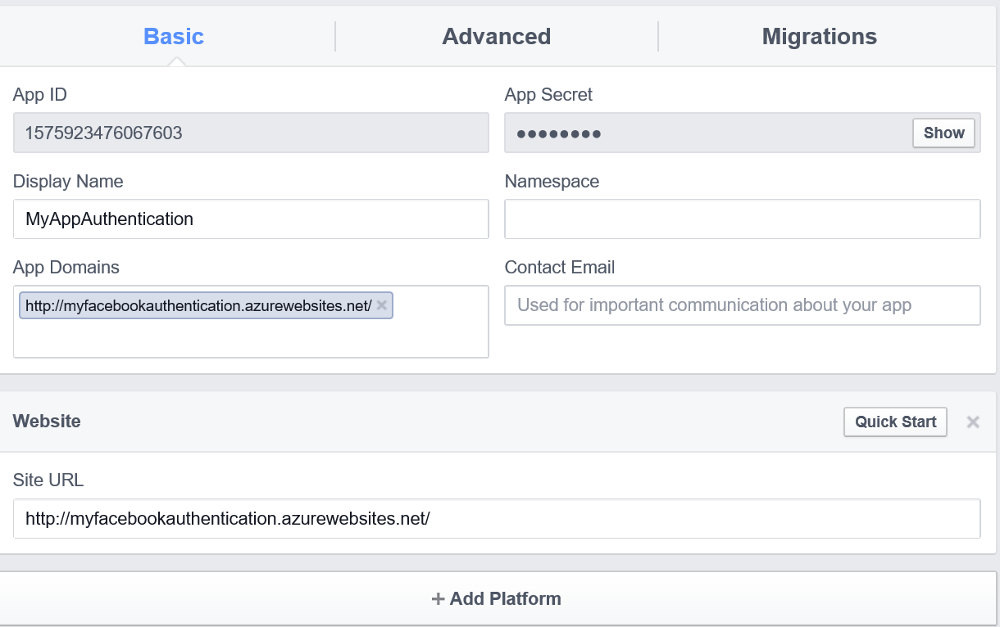 Basic
Advanced
Migrations
App ID
App Secret
1575923476067603
●●●●●●●●
Show
Display Name
Namespace
MyAppAuthentication
App Domains
Contact Email
http://myfacebookauthentication.azurewebsites.net/ ×
Used for important communication about your app
Website
Quick Start
×
Site URL
http://myfacebookauthentication.azurewebsites.net/
+ Add Platform